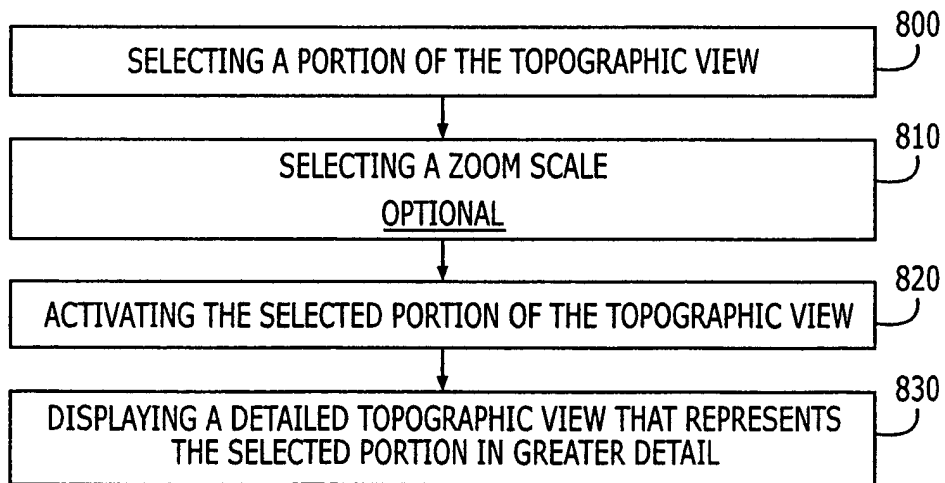 800
SELECTING A PORTION OF THE TOPOGRAPHIC VIEW
810
SELECTING A ZOOM SCALE
OPTIONAL
820
ACTIVATING THE SELECTED PORTION OF THE TOPOGRAPHIC VIEW
830
DISPLAYING A DETAILED TOPOGRAPHIC VIEW THAT REPRESENTS
THE SELECTED PORTION IN GREATER DETAIL